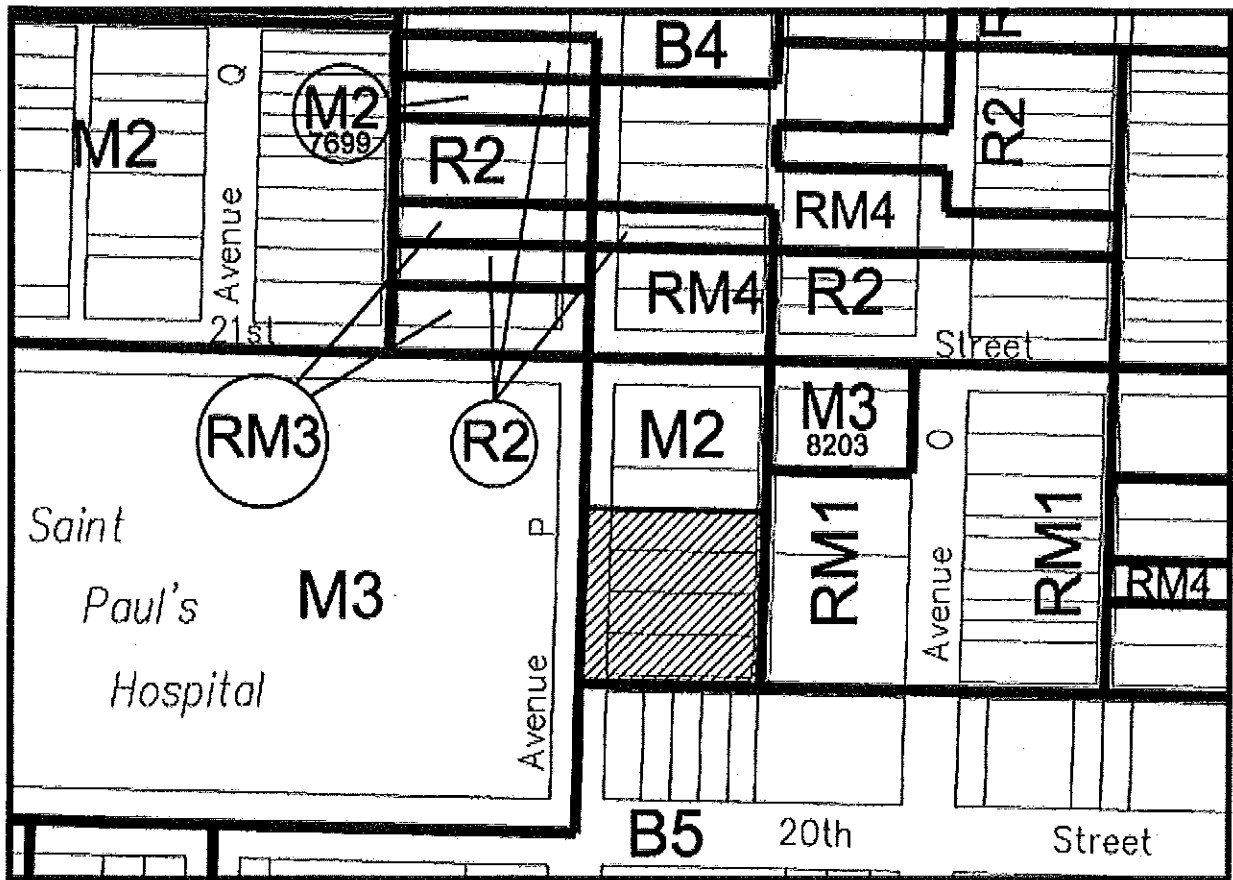 B4
R2
M2
M2
7699
R2
Avenue Q
RM4
RM4
R2
21st
Street
RM3
R2
M2
M3
8203
Saint
Paul's
Hospital
M3
Avenue P
RM1
Avenue O
RM1
RM4
B5
20th
Street